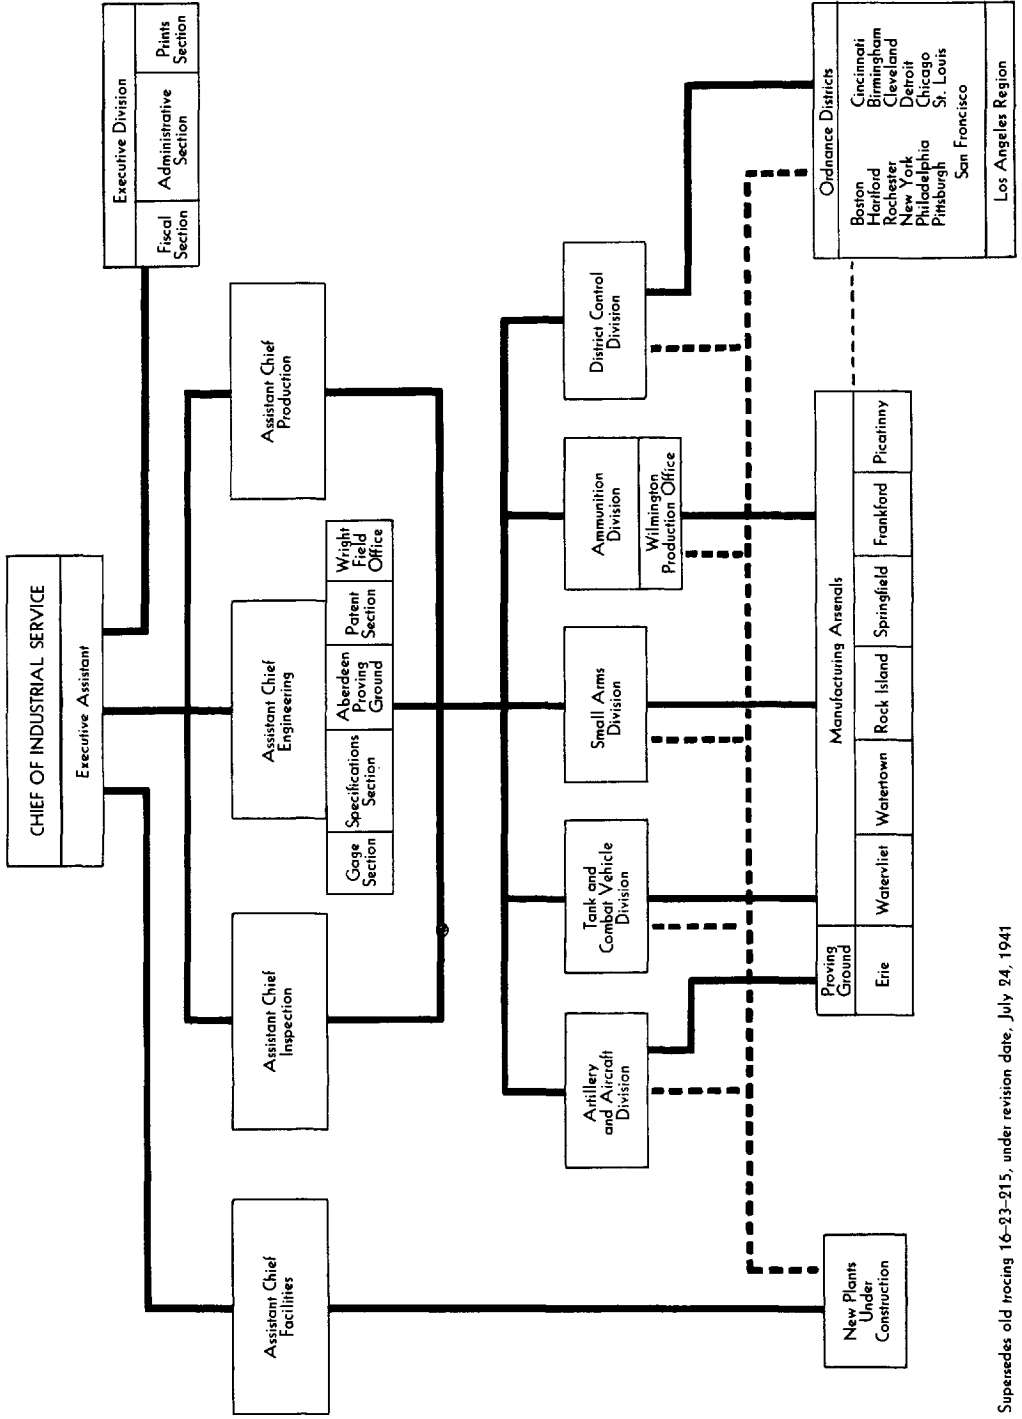 CHIEF OF INDUSTRIAL SERVICE
Executive Assistant
Executive Division
Fiscal
Section
Administrative
Section
Prints
Section
Assistant Chief
Facilities
Assistant Chief
Inspection
Assistant Chief
Engineering
Gage
Section
Specifications
Section
Aberdeen
Proving
Ground
Patent
Section
Wright
Field
Office
Assistant Chief
Production
Artillery
and Aircraft
Division
Tank and
Combat Vehicle
Division
Small Arms
Division
Ammunition
Division
Wilmington
Production Office
District Control
Division
New Plants
Under
Construction
Proving
Ground
Erie
Manufacturing Arsenals
Watervliet
Watertown
Rock Island
Springfield
Frankford
Picatinny
Ordnance Districts
Boston Cincinnati
Hartford Birmingham
Rochester Cleveland
New York Detroit
Philadelphia Chicago
Pittsburgh St. Louis
San Francisco
Los Angeles Region
Supersedes old tracing 16-23-215, under revision date, July 24, 1941